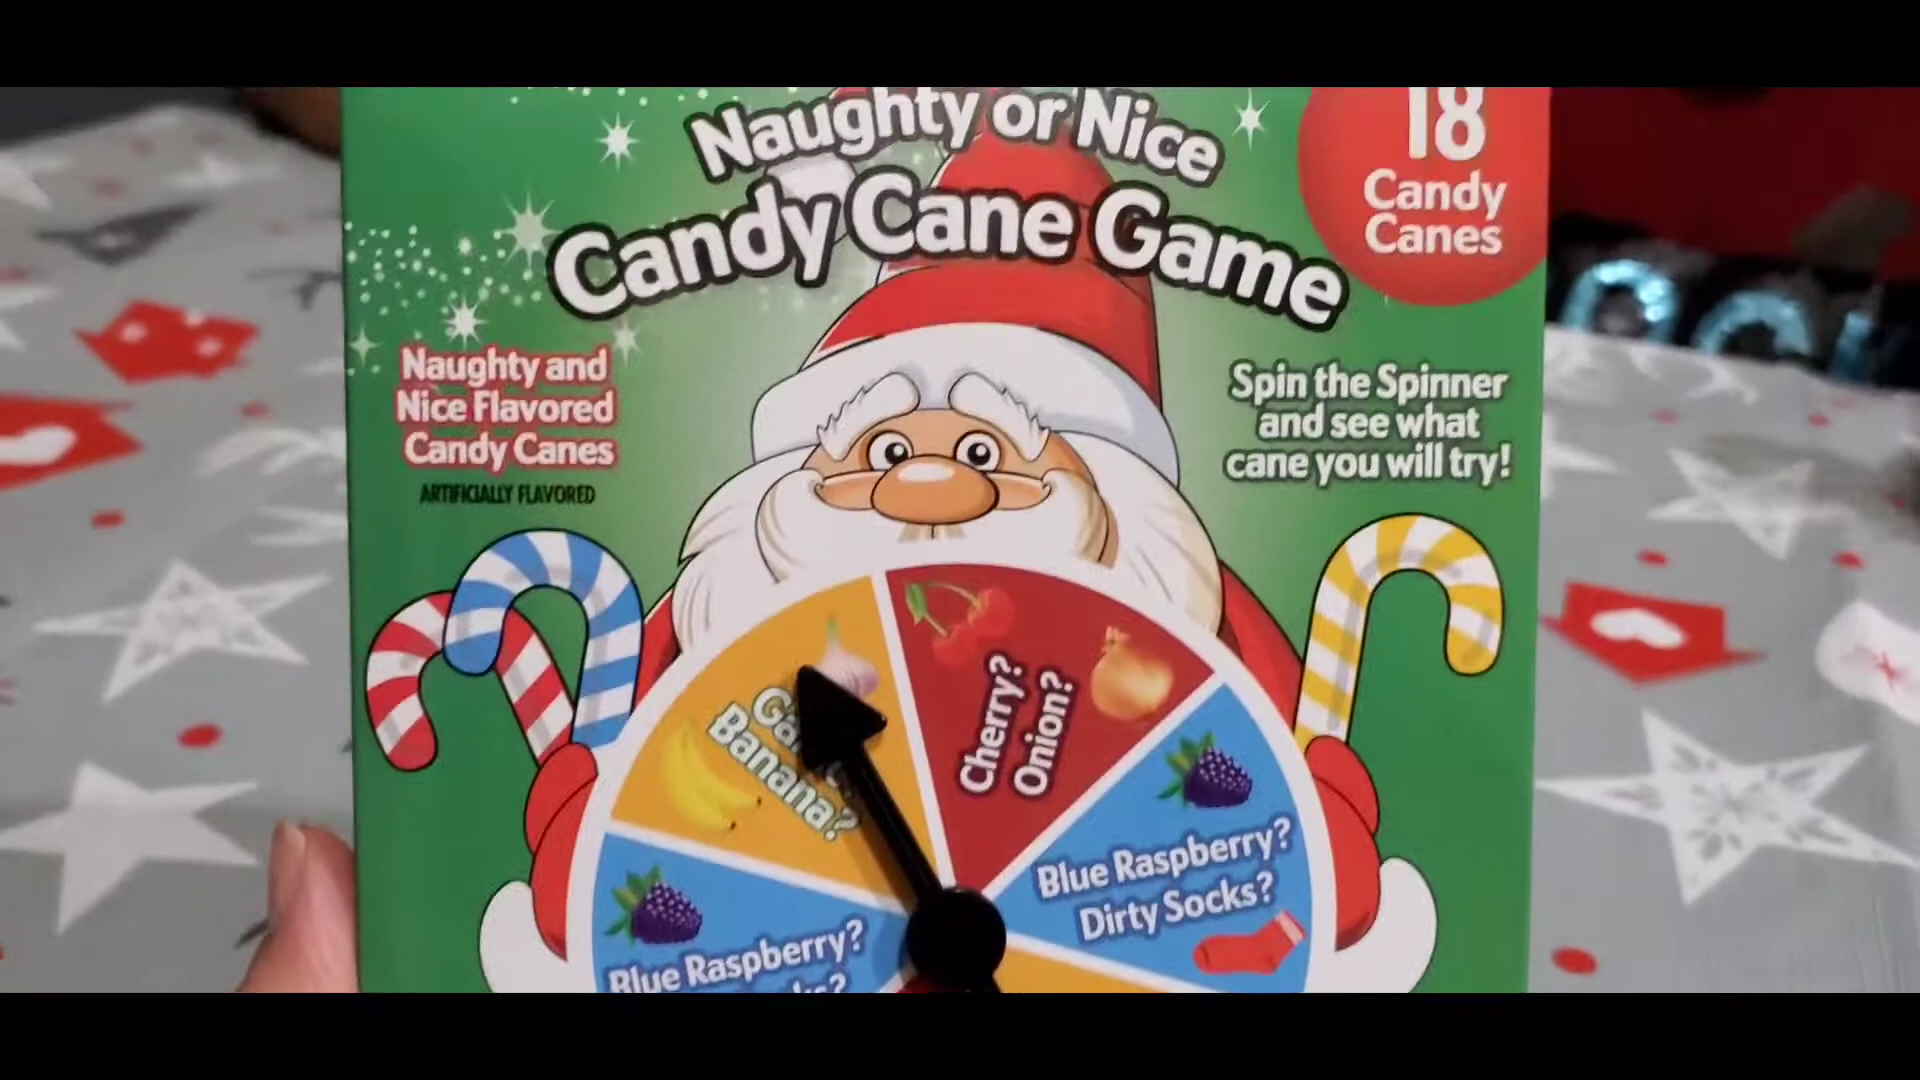 Naughty or Nice
Candy Cane Game
18
Candy
Canes
Naughty and
Nice Flavored
Candy Canes
ARTIFICIALLY FLAVORED
Spin the Spinner
and see what
cane you will try!
Banana?
Cherry?
Onion?
Blue Raspberry?
Dirty Socks?
Blue Raspberry?